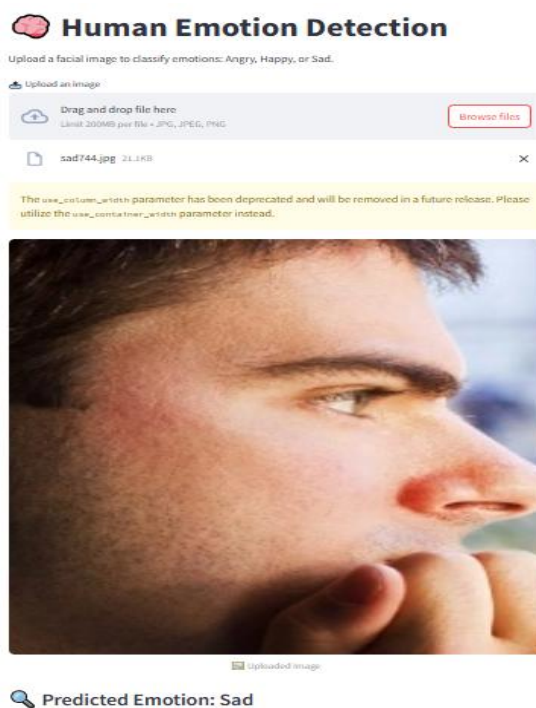 Human Emotion Detection
Upload a facial image to classify emotions: Angry, Happy, or Sad.
Upload an image
Drag and drop file here
Limit 200MB per file • JPG, JPEG, PNG
Browse files
sad744.jpg 21.1KB
The use_column_width parameter has been deprecated and will be removed in a future release. Please
utilize the use_container_width parameter instead.
Uploaded Image
Predicted Emotion: Sad